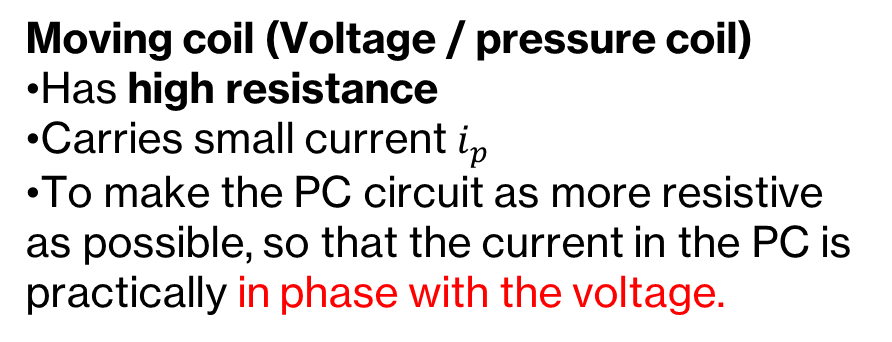 Moving coil (Voltage / pressure coil)
•Has high resistance
•Carries small current 𝑖ₚ
•To make the PC circuit as more resistive
as possible, so that the current in the PC is
practically in phase with the voltage.